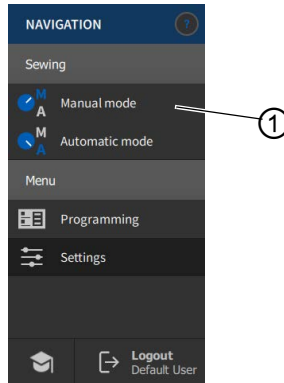 NAVIGATION ?
Sewing
M
A Manual mode
M
A Automatic mode
Menu
Programming
Settings
Logout
Default User
1